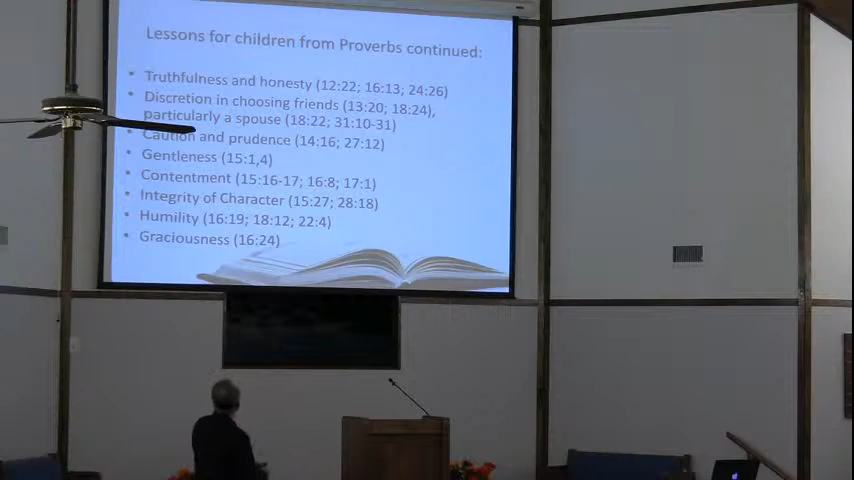 Lessons for children from Proverbs continued:
• Truthfulness and honesty (12:22; 16:13; 24:26)
• Discretion in choosing friends (13:20; 18:24),
particularly a spouse (18:22; 31:10-31)
• Caution and prudence (14:16; 27:12)
• Gentleness (15:1,4)
• Contentment (15:16-17; 16:8; 17:1)
• Integrity of Character (15:27; 28:18)
• Humility (16:19; 18:12; 22:4)
• Graciousness (16:24)